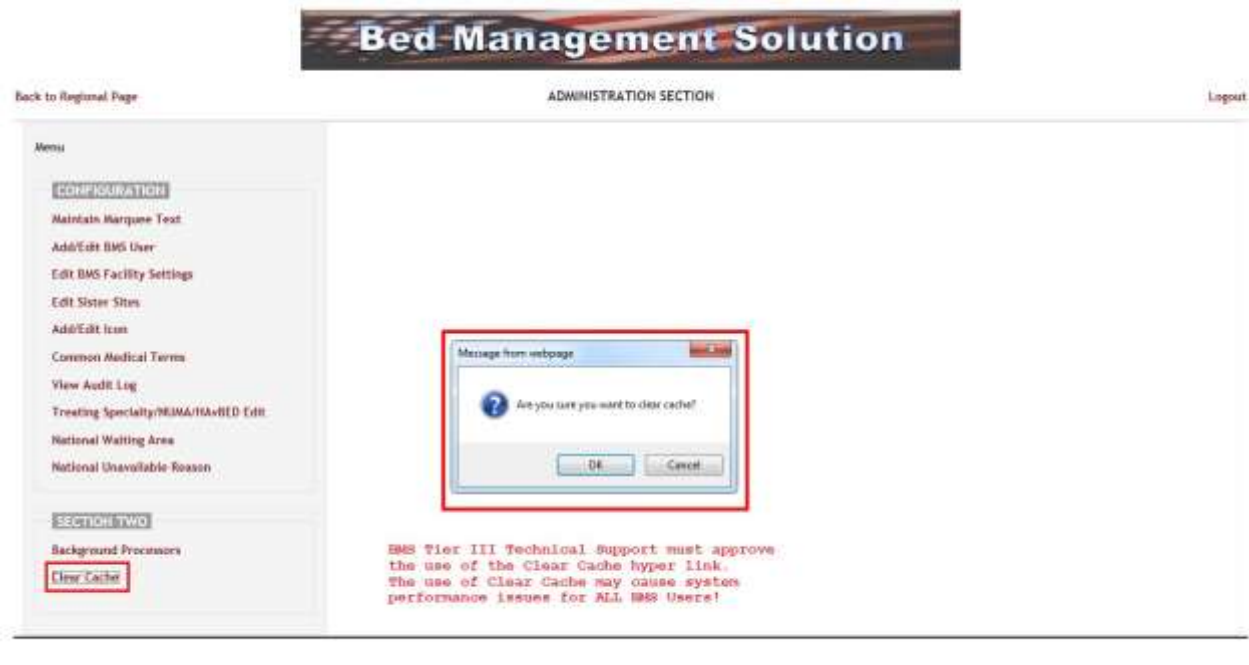 Bed Management Solution
Back to Regional Page
ADMINISTRATION SECTION
Logout
Menu
CONFIGURATION
Maintain Marquee Text
Add/Edit BMS User
Edit BMS Facility Settings
Edit Sister Sites
Add/Edit Icon
Common Medical Terms
View Audit Log
Treating Specialty/NUMA/HAvBED Edit
National Waiting Area
National Unavailable Reason
SECTION TWO
Background Processors
Clear Cache
Message from webpage
Are you sure you want to clear cache?
OK
Cancel
BMS Tier III Technical Support must approve
the use of the Clear Cache hyper link.
The use of Clear Cache may cause system
performance issues for ALL BMS Users!